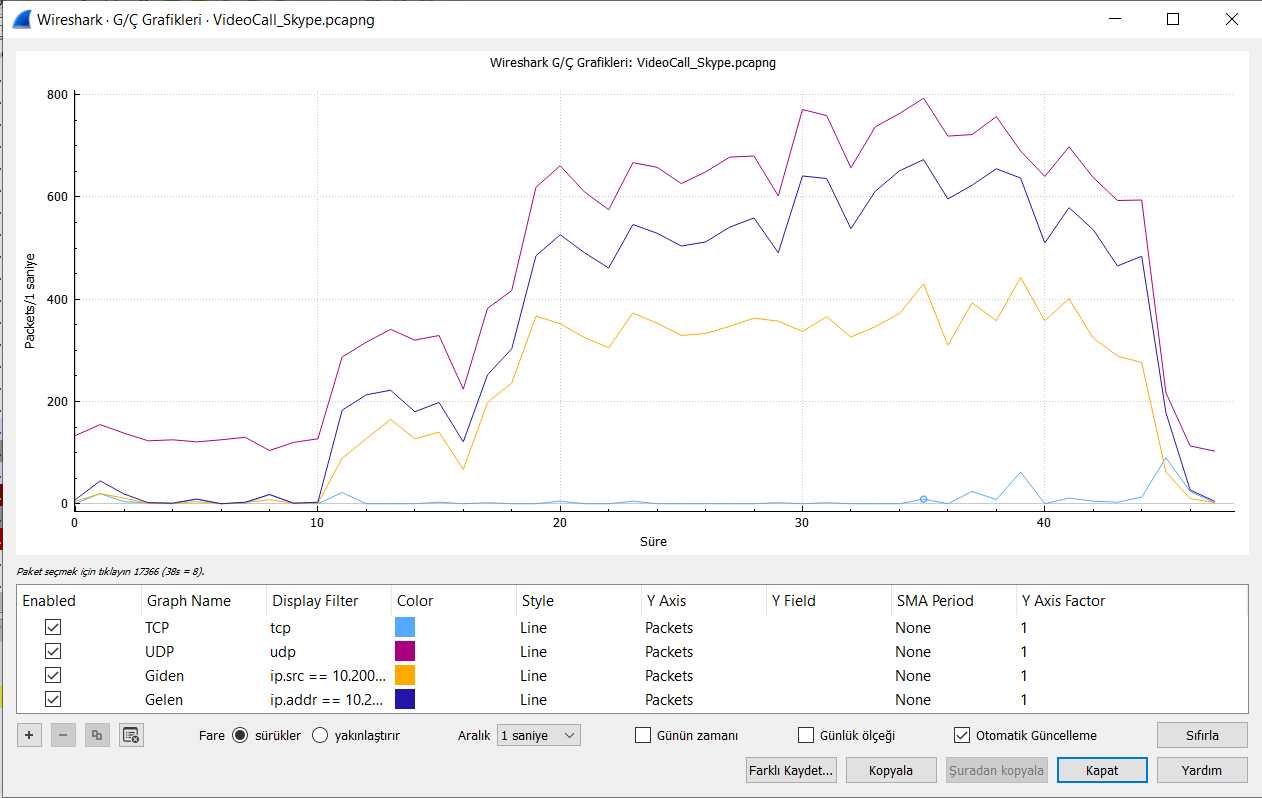 Wireshark · G/Ç Grafikleri · VideoCall_Skype.pcapng
Wireshark G/Ç Grafikleri: VideoCall_Skype.pcapng
800
600
400
200
0
Packets/1 saniye
0 10 20 30 40
Süre
Paket seçmek için tıklayın 17366 (38s = 8).
Enabled Graph Name Display Filter Color Style Y Axis Y Field SMA Period Y Axis Factor
TCP tcp Line Packets None 1
UDP udp Line Packets None 1
Giden ip.src == 10.200... Line Packets None 1
Gelen ip.addr == 10.2... Line Packets None 1
Fare sürükler yakınlaştırır Aralık 1 saniye Günün zamanı Günlük ölçeği Otomatik Güncelleme Sıfırla
Farklı Kaydet... Kopyala Şuradan kopyala Kapat Yardım